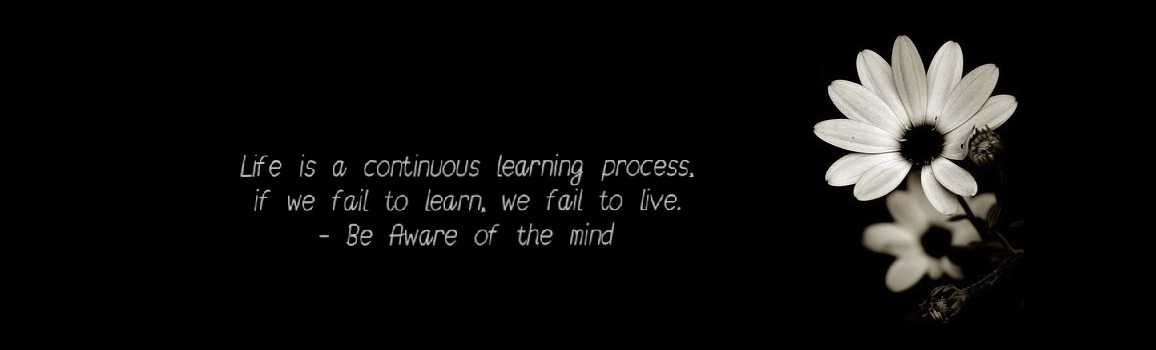 Life is a continuous learning process,
if we fail to learn, we fail to live.
- Be Aware of the mind